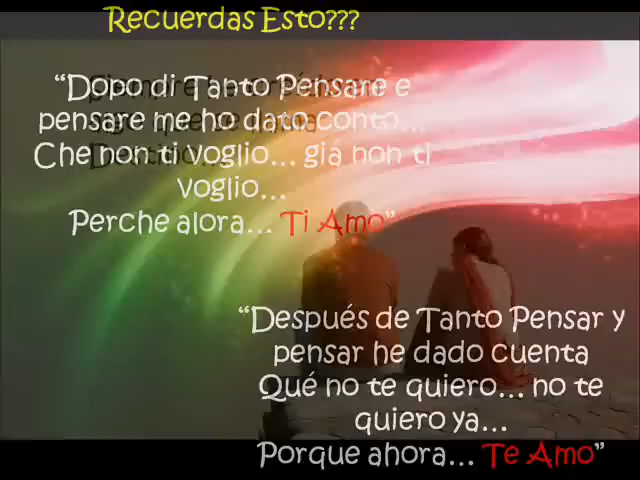 Recuerdas Esto???
“Dopo di Tanto Pensare e
pensare me ho dato conto...
Che non ti voglio... giá non ti
voglio...
Perche alora... Ti Amo”
“Después de Tanto Pensar y
pensar he dado cuenta
Qué no te quiero... no te
quiero ya...
Porque ahora... Te Amo”